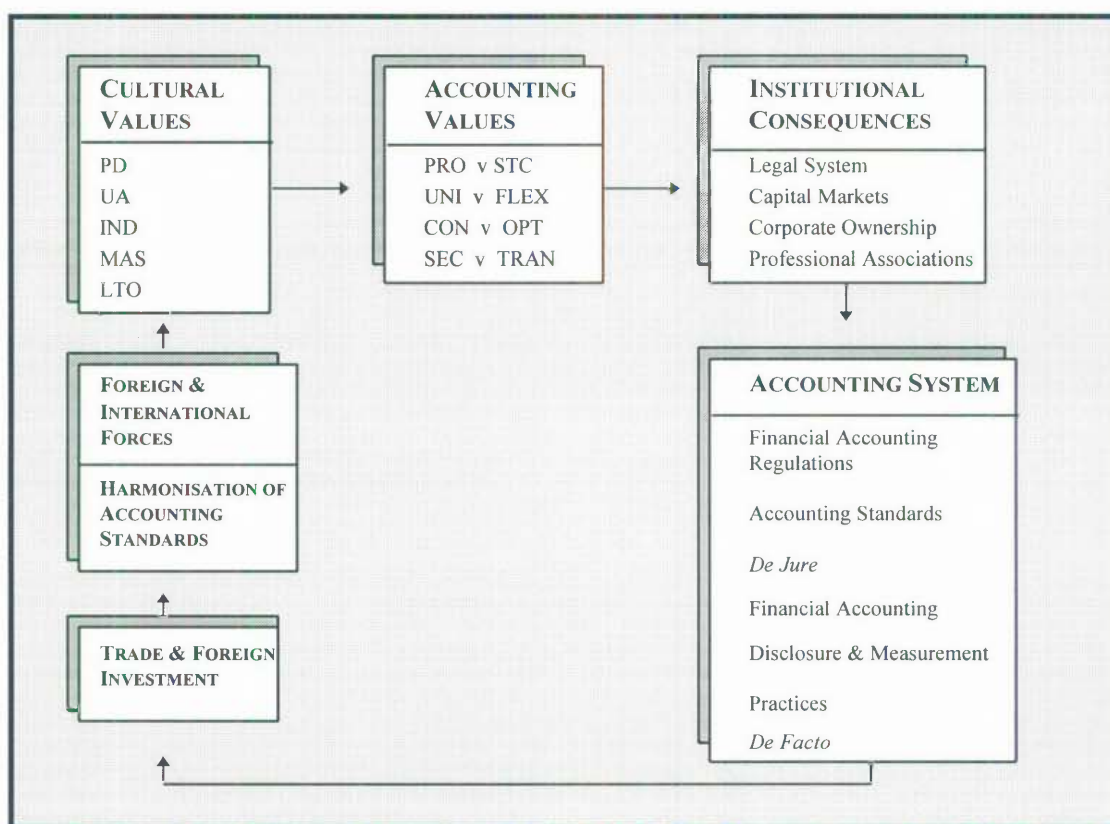 CULTURAL
VALUES
PD
UA
IND
MAS
LTO
ACCOUNTING
VALUES
PRO v STC
UNI v FLEX
CON v OPT
SEC v TRAN
INSTITUTIONAL
CONSEQUENCES
Legal System
Capital Markets
Corporate Ownership
Professional Associations
FOREIGN &
INTERNATIONAL
FORCES
HARMONISATION OF
ACCOUNTING
STANDARDS
TRADE & FOREIGN
INVESTMENT
ACCOUNTING SYSTEM
Financial Accounting
Regulations
Accounting Standards
De Jure
Financial Accounting
Disclosure & Measurement
Practices
De Facto